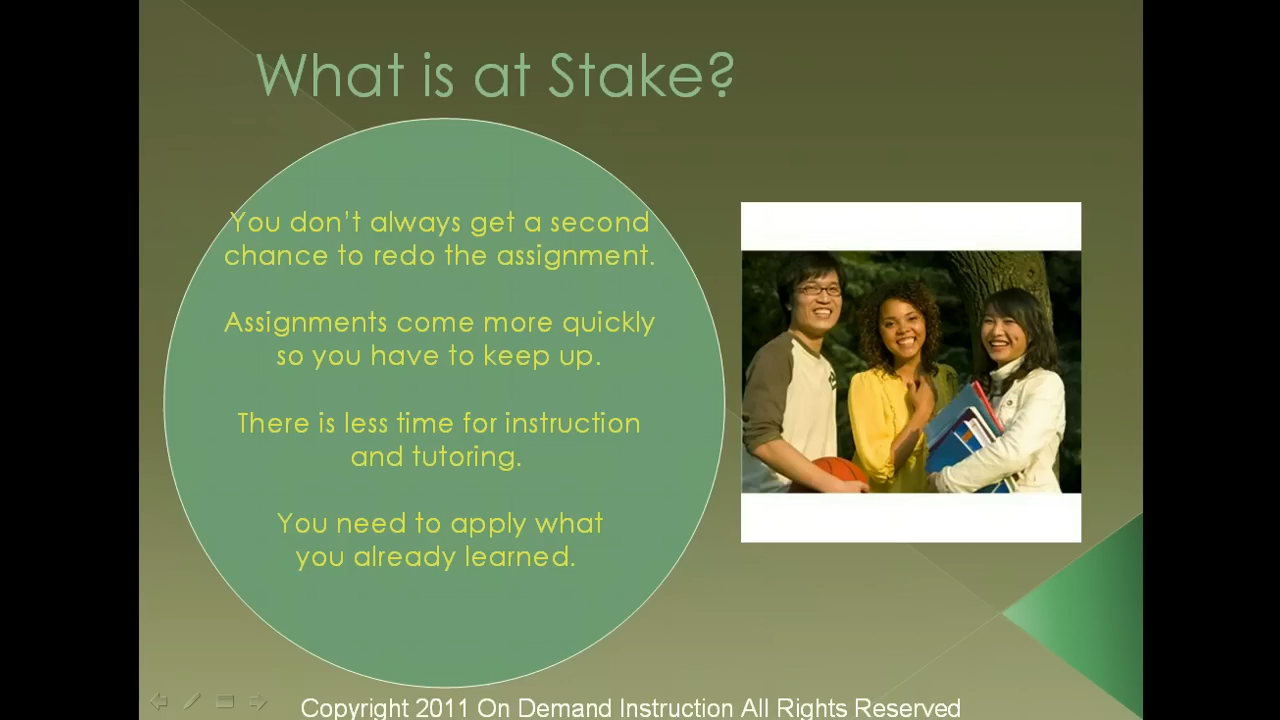 What is at Stake?
You don't always get a second
chance to redo the assignment.
Assignments come more quickly
so you have to keep up.
There is less time for instruction
and tutoring.
You need to apply what
you already learned.
Copyright 2011 On Demand Instruction All Rights Reserved